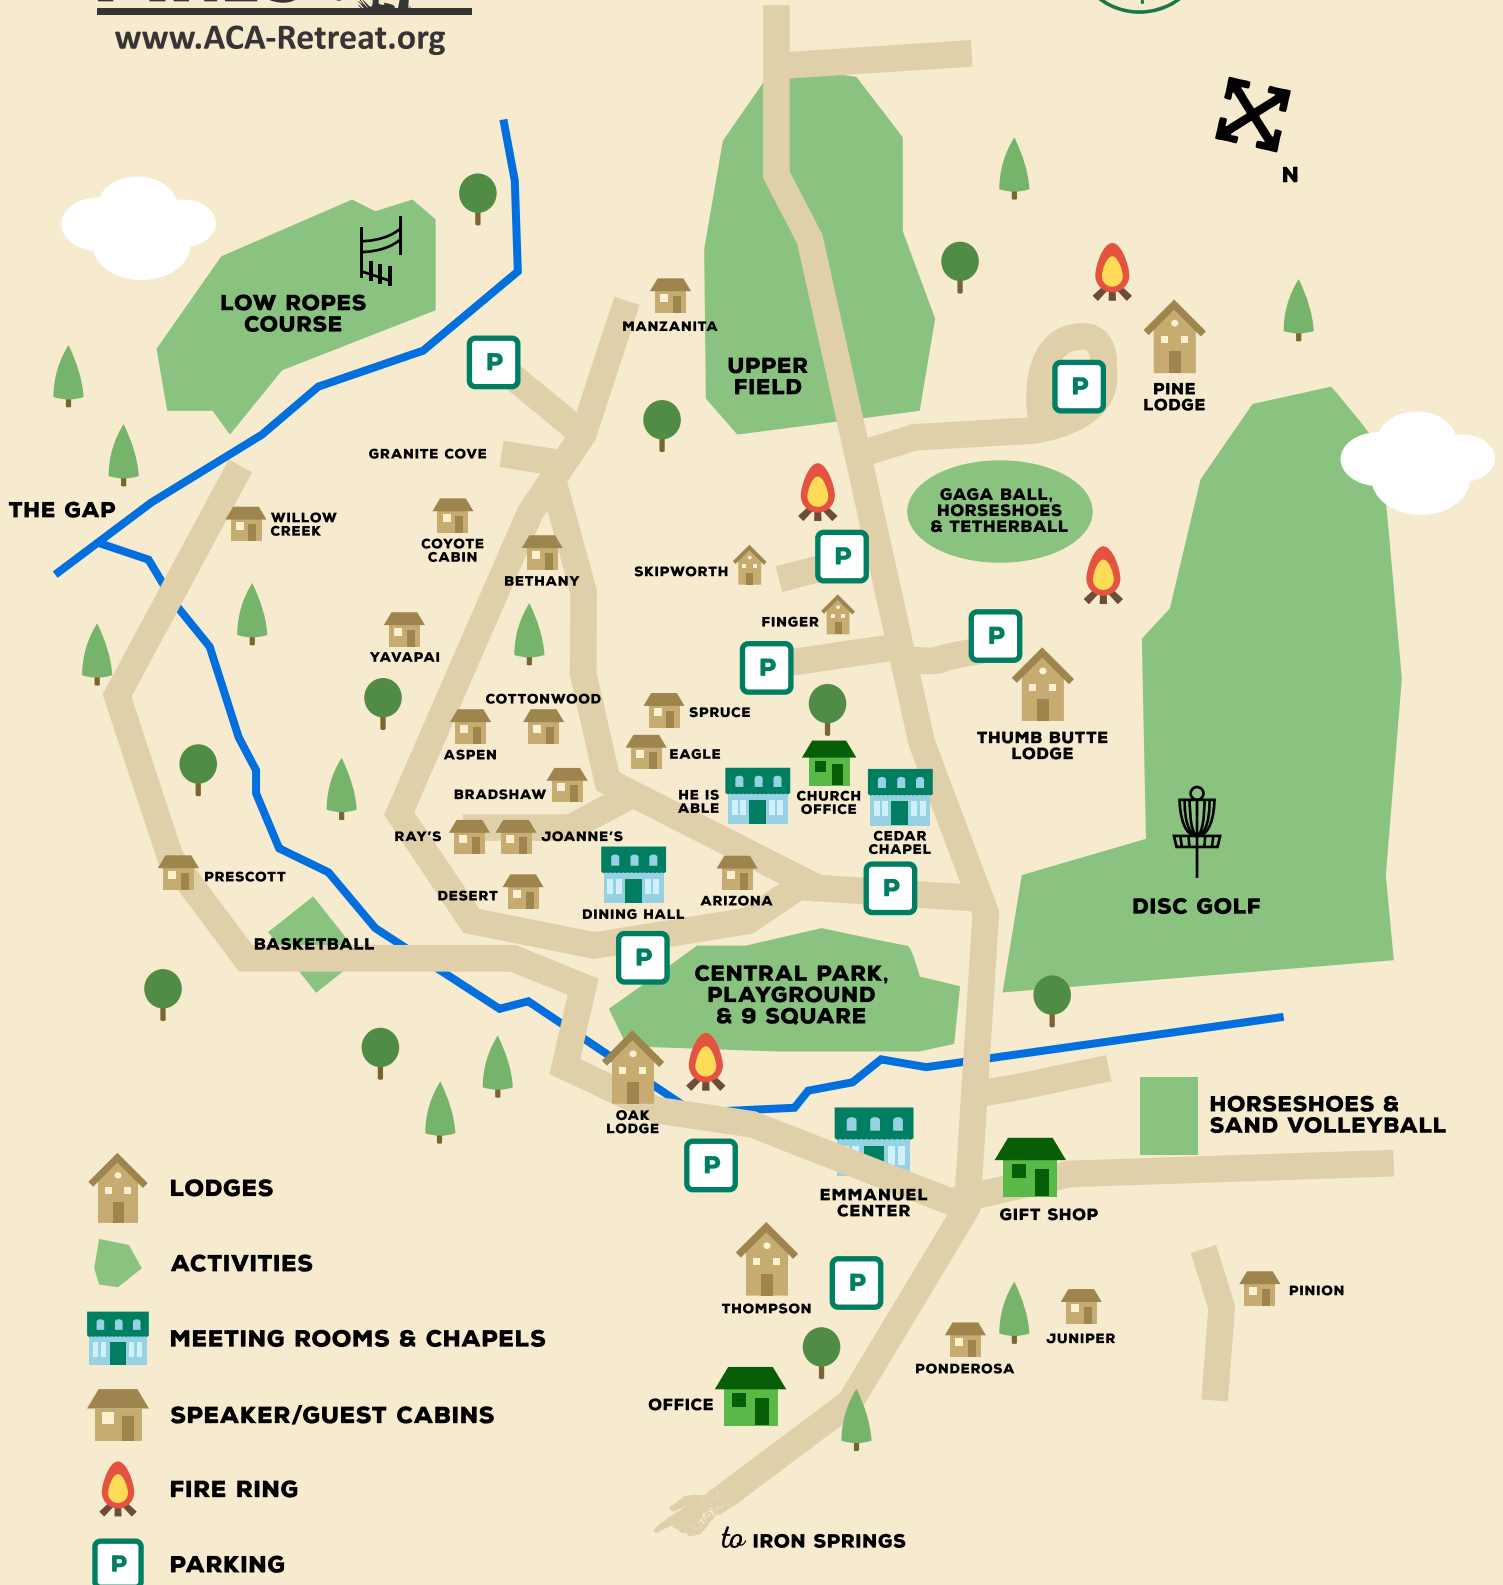 www.ACA-Retreat.org
N
LOW ROPES
COURSE
MANZANITA
UPPER
FIELD
P
P
PINE
LODGE
GRANITE COVE
THE GAP
WILLOW
CREEK
COYOTE
CABIN
BETHANY
GAGA BALL,
HORSESHOES
& TETHERBALL
SKIPWORTH
P
FINGER
P
P
YAVAPAI
COTTONWOOD
ASPEN
SPRUCE
EAGLE
THUMB BUTTE
LODGE
BRADSHAW
HE IS
ABLE
CHURCH
OFFICE
CEDAR
CHAPEL
RAY'S
JOANNE'S
PRESCOTT
DESERT
DINING HALL
ARIZONA
P
DISC GOLF
BASKETBALL
P
CENTRAL PARK,
PLAYGROUND
& 9 SQUARE
OAK
LODGE
HORSESHOES &
SAND VOLLEYBALL
P
EMMANUEL
CENTER
GIFT SHOP
THOMPSON
P
PINION
JUNIPER
PONDEROSA
OFFICE
to IRON SPRINGS
LODGES
ACTIVITIES
MEETING ROOMS & CHAPELS
SPEAKER/GUEST CABINS
FIRE RING
P
PARKING